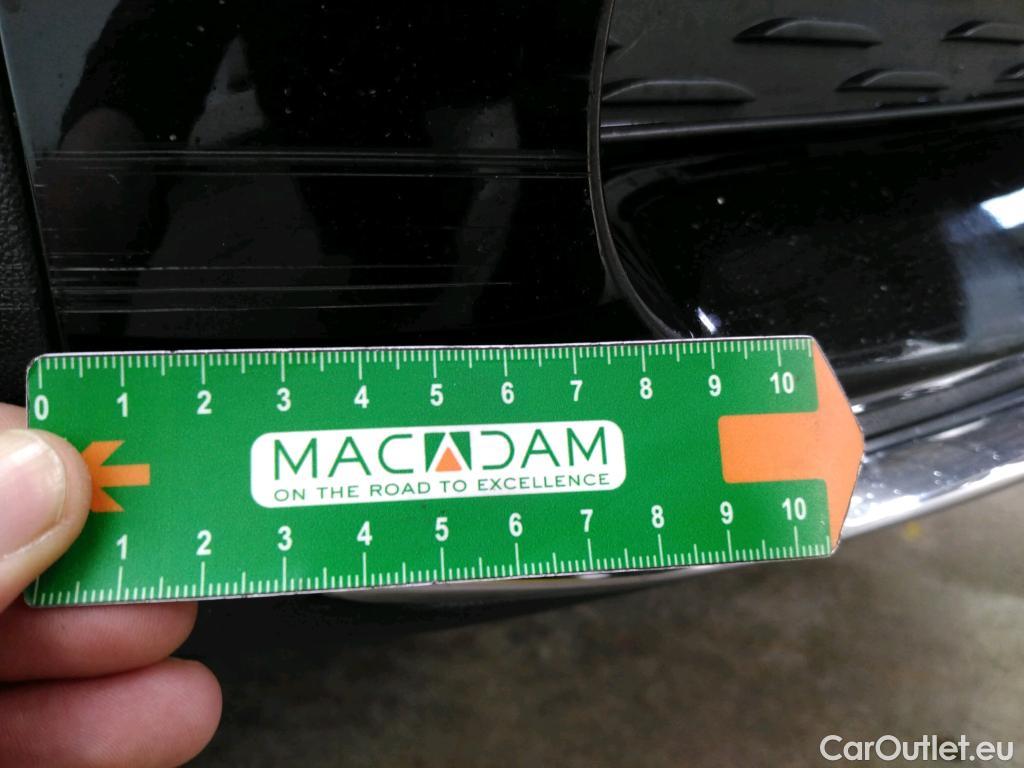 0 1 2 3 4 5 6 7 8 9 10
MACADAM
ON THE ROAD TO EXCELLENCE
1 2 3 4 5 6 7 8 9 10
CarOutlet.eu